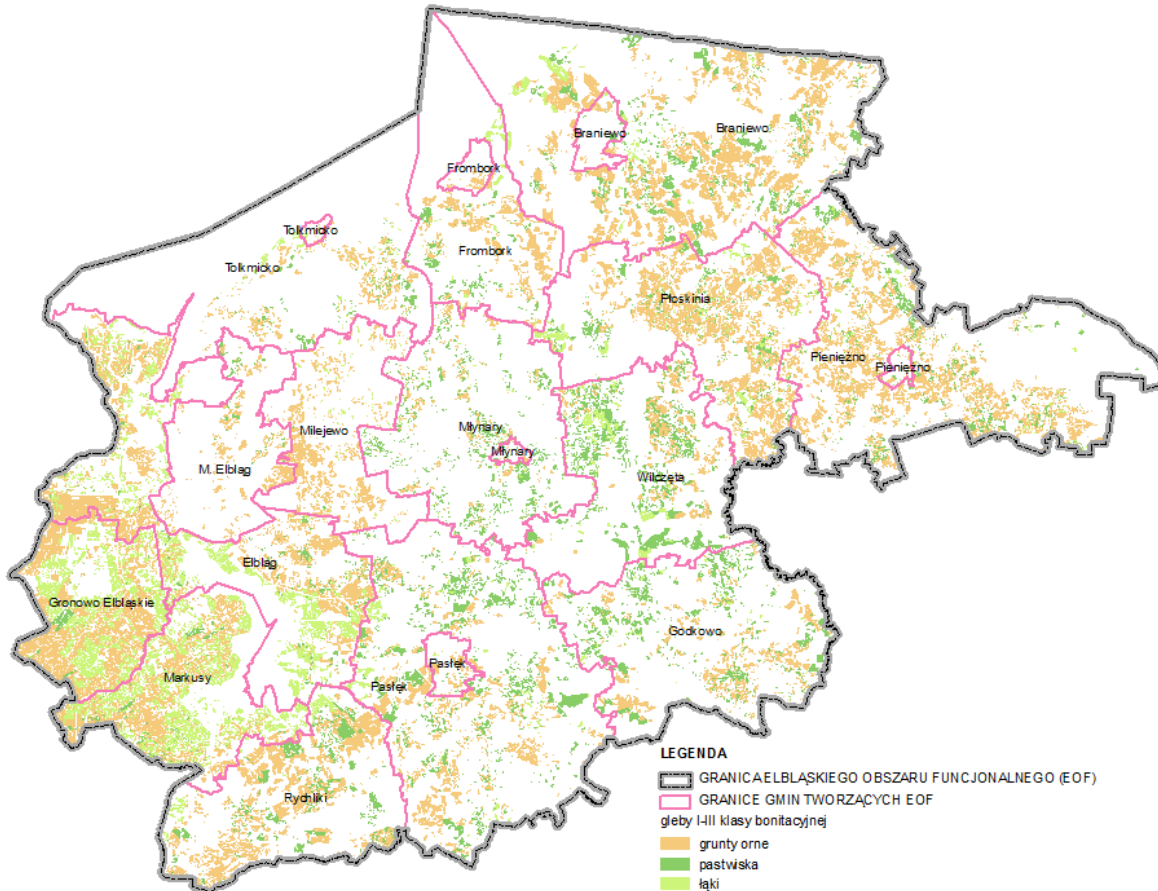 Braniewo
Braniewo
Frombork
Tolkmicko
Frombork
Tolkmicko
Płoskinia
Pieniężno
Pieniężno
Milejewo
Młynary
Młynary
M. Elbląg
Wilczęta
Elbląg
Gronowo Elbląskie
Godkowo
Markusy
Pasłęk
Pasłęk
Rychliki
LEGENDA
GRANICA ELBLĄSKIEGO OBSZARU FUNCJONALNEGO (EOF)
GRANICE GMIN TWORZĄCYCH EOF
gleby I-III klasy bonitacyjnej
grunty orne
pastwiska
łąki